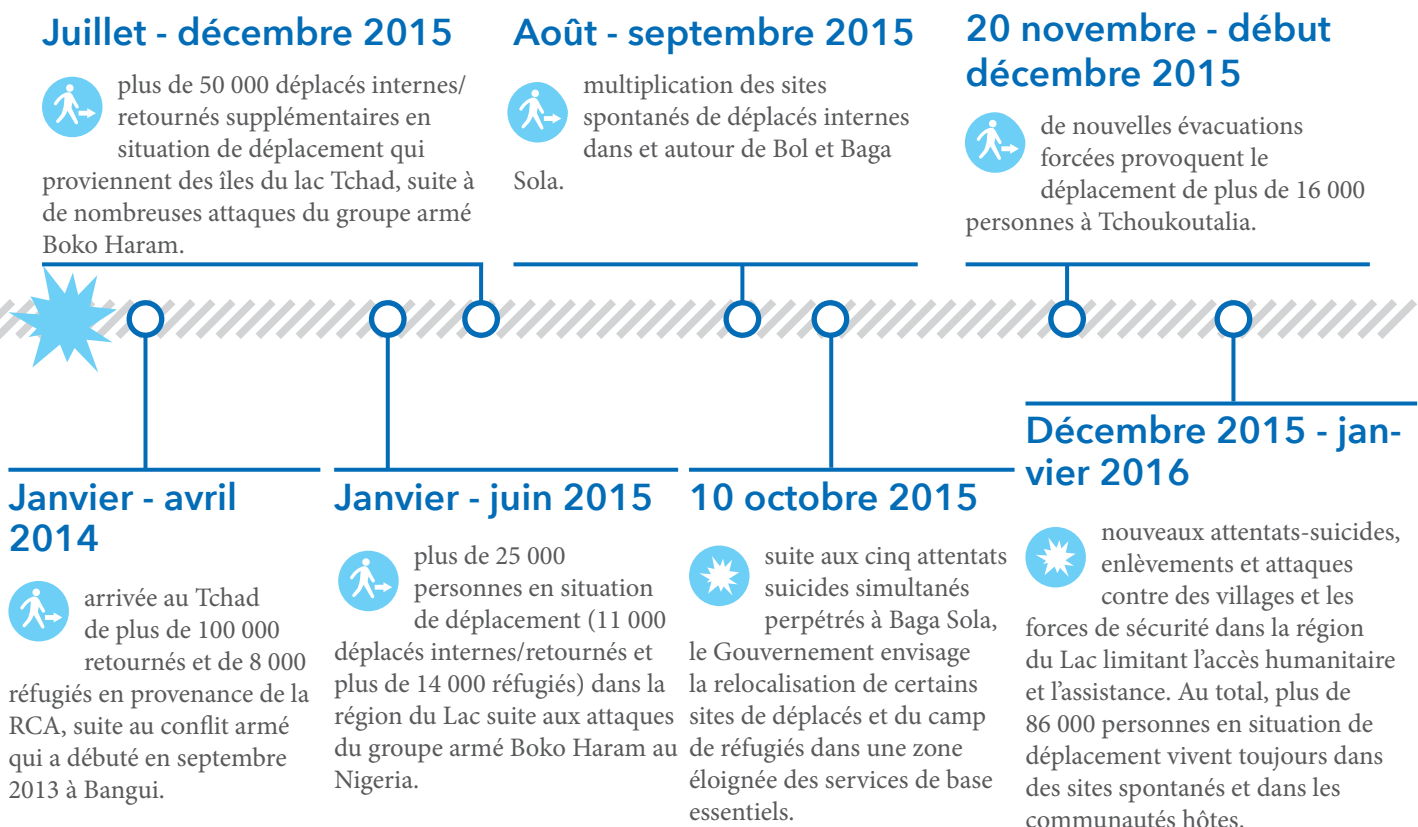 Juillet - décembre 2015
plus de 50 000 déplacés internes/
retournés supplémentaires en
situation de déplacement qui
proviennent des îles du lac Tchad, suite à
de nombreuses attaques du groupe armé
Boko Haram.
Août - septembre 2015
multiplication des sites
spontanés de déplacés internes
dans et autour de Bol et Baga
Sola.
20 novembre - début
décembre 2015
de nouvelles évacuations
forcées provoquent le
déplacement de plus de 16 000
personnes à Tchoukoutalia.
Janvier - avril
2014
arrivée au Tchad
de plus de 100 000
retournés et de 8 000
réfugiés en provenance de la
RCA, suite au conflit armé
qui a débuté en septembre
2013 à Bangui.
Janvier - juin 2015
plus de 25 000
personnes en situation
de déplacement (11 000
déplacés internes/retournés et
plus de 14 000 réfugiés) dans la
région du Lac suite aux attaques
du groupe armé Boko Haram au
Nigeria.
10 octobre 2015
suite aux cinq attentats
suicides simultanés
perpétrés à Baga Sola,
le Gouvernement envisage
la relocalisation de certains
sites de déplacés et du camp
de réfugiés dans une zone
éloignée des services de base
essentiels.
Décembre 2015 - jan-
vier 2016
nouveaux attentats-suicides,
enlèvements et attaques
contre des villages et les
forces de sécurité dans la région
du Lac limitant l'accès humanitaire
et l'assistance. Au total, plus de
86 000 personnes en situation de
déplacement vivent toujours dans
des sites spontanés et dans les
communautés hôtes.